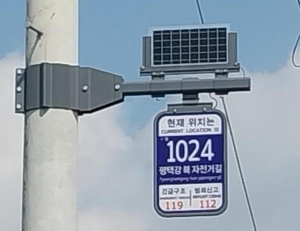 현재 위치는
CURRENT LOCATION IS
1024
평택강 북 자전거길
긴급구조 범죄신고
119 112